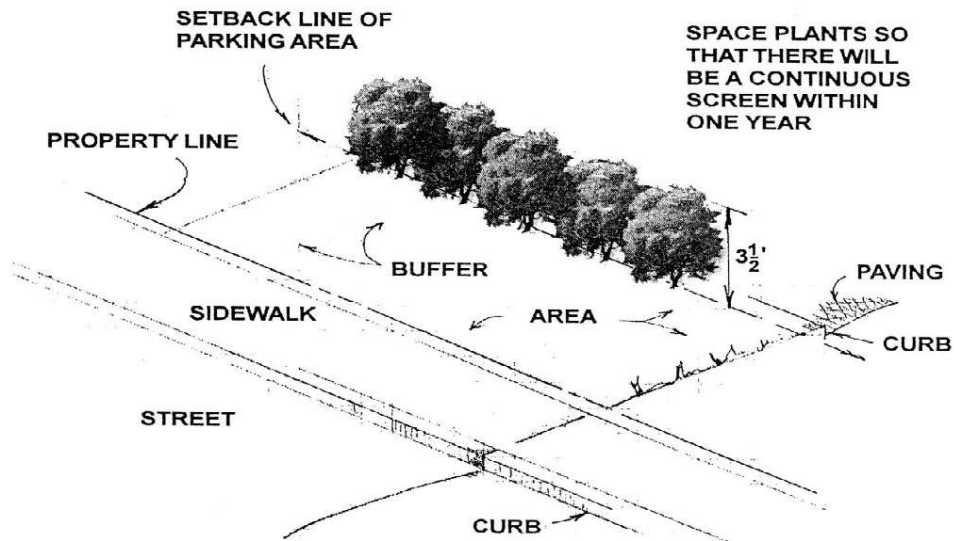 SETBACK LINE OF
PARKING AREA
SPACE PLANTS SO
THAT THERE WILL
BE A CONTINUOUS
SCREEN WITHIN
ONE YEAR
PROPERTY LINE
3½'
BUFFER
PAVING
SIDEWALK
AREA
CURB
STREET
CURB